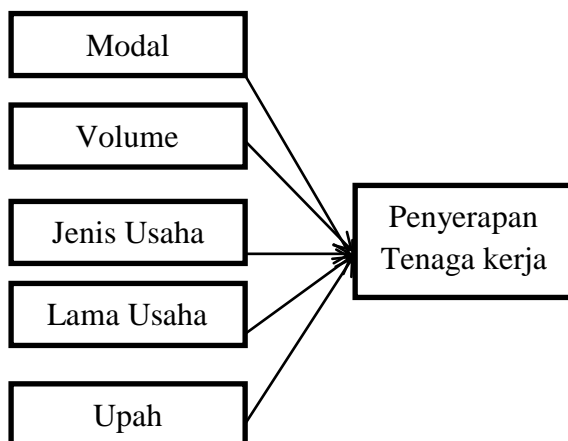 Modal
Volume
Jenis Usaha
Lama Usaha
Upah
Penyerapan
Tenaga kerja